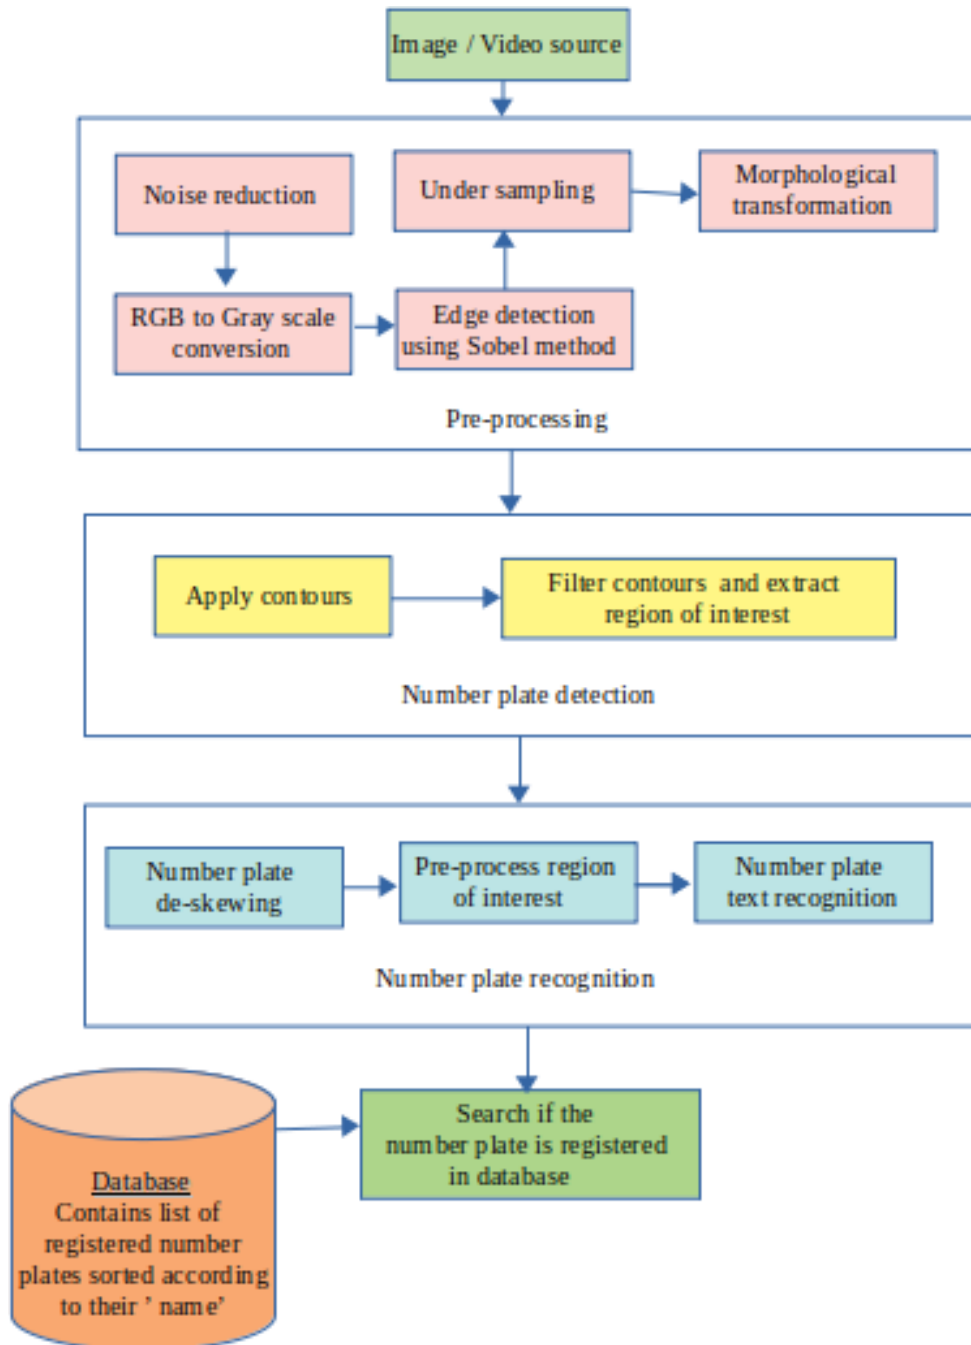 Image / Video source
Noise reduction
RGB to Gray scale
conversion
Edge detection
using Sobel method
Under sampling
Morphological
transformation
Pre-processing
Apply contours
Filter contours and extract
region of interest
Number plate detection
Number plate
de-skewing
Pre-process region
of interest
Number plate
text recognition
Number plate recognition
Search if the
number plate is registered
in database
Database
Contains list of
registered number
plates sorted according
to their ’ name’